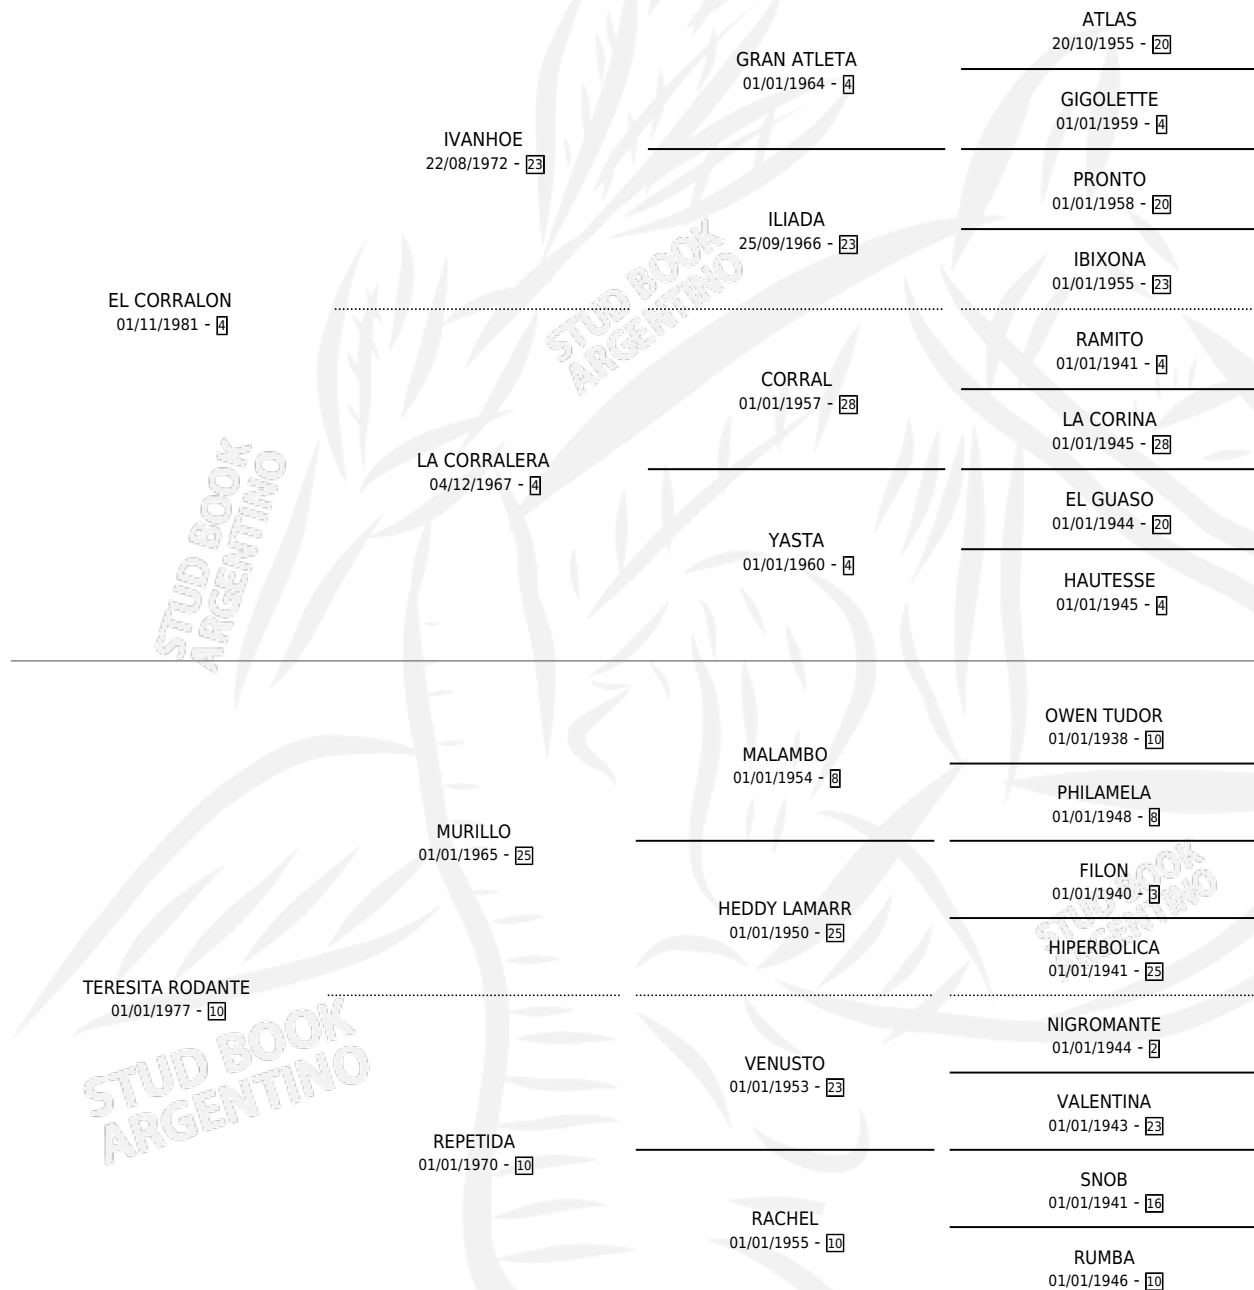 ATLAS
20/10/1955 - 20
GRAN ATLETA
01/01/1964 - 4
GIGOLETTE
01/01/1959 - 4
IVANHOE
22/08/1972 - 23
PRONTO
01/01/1958 - 20
ILIADA
25/09/1966 - 23
IBIXONA
01/01/1955 - 23
EL CORRALON
01/11/1981 - 4
RAMITO
01/01/1941 - 4
CORRAL
01/01/1957 - 28
LA CORINA
01/01/1945 - 28
LA CORRALERA
04/12/1967 - 4
EL GUASO
01/01/1944 - 20
YASTA
01/01/1960 - 4
HAUTESSE
01/01/1945 - 4
OWEN TUDOR
01/01/1938 - 10
MALAMBO
01/01/1954 - 8
PHILAMELA
01/01/1948 - 8
MURILLO
01/01/1965 - 25
FILON
01/01/1940 - 3
HEDDY LAMARR
01/01/1950 - 25
HIPERBOLICA
01/01/1941 - 25
TERESITA RODANTE
01/01/1977 - 10
NIGROMANTE
01/01/1944 - 2
VENUSTO
01/01/1953 - 23
VALENTINA
01/01/1943 - 23
REPETIDA
01/01/1970 - 10
SNOB
01/01/1941 - 16
RACHEL
01/01/1955 - 10
RUMBA
01/01/1946 - 10
STUD BOOK
ARGENTINO
STUD BOOK
ARGENTINO
STUD BOOK
ARGENTINO
STUD BOOK
ARGENTINO